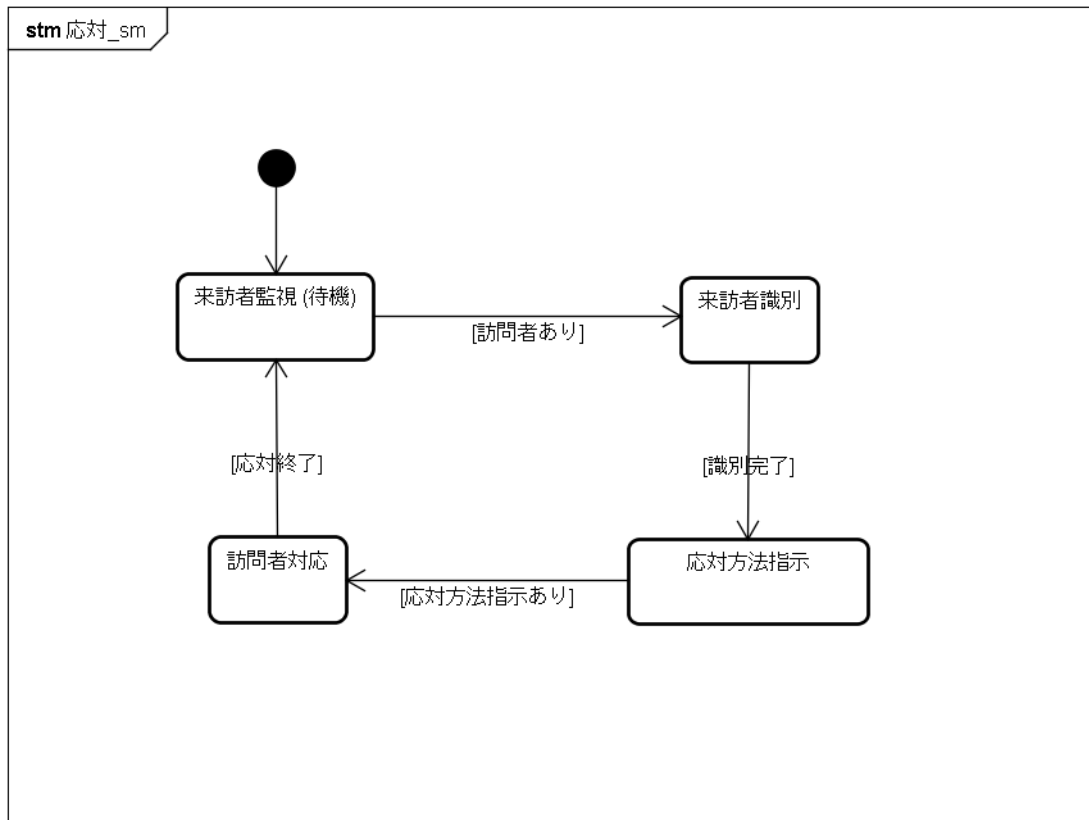 stm 応対_sm
来訪者監視 (待機)
来訪者識別
[訪問者あり]
[応対終了]
[識別完了]
訪問者対応
応対方法指示
[応対方法指示あり]